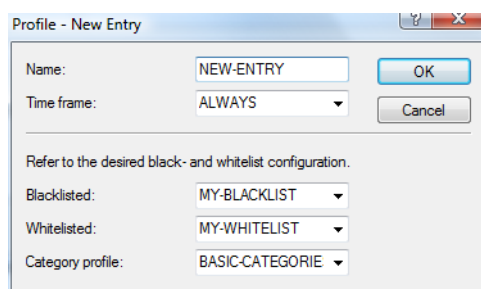 Profile - New Entry
Name: NEW-ENTRY OK
Time frame: ALWAYS Cancel
Refer to the desired black- and whitelist configuration.
Blacklisted: MY-BLACKLIST
Whitelisted: MY-WHITELIST
Category profile: BASIC-CATEGORIE